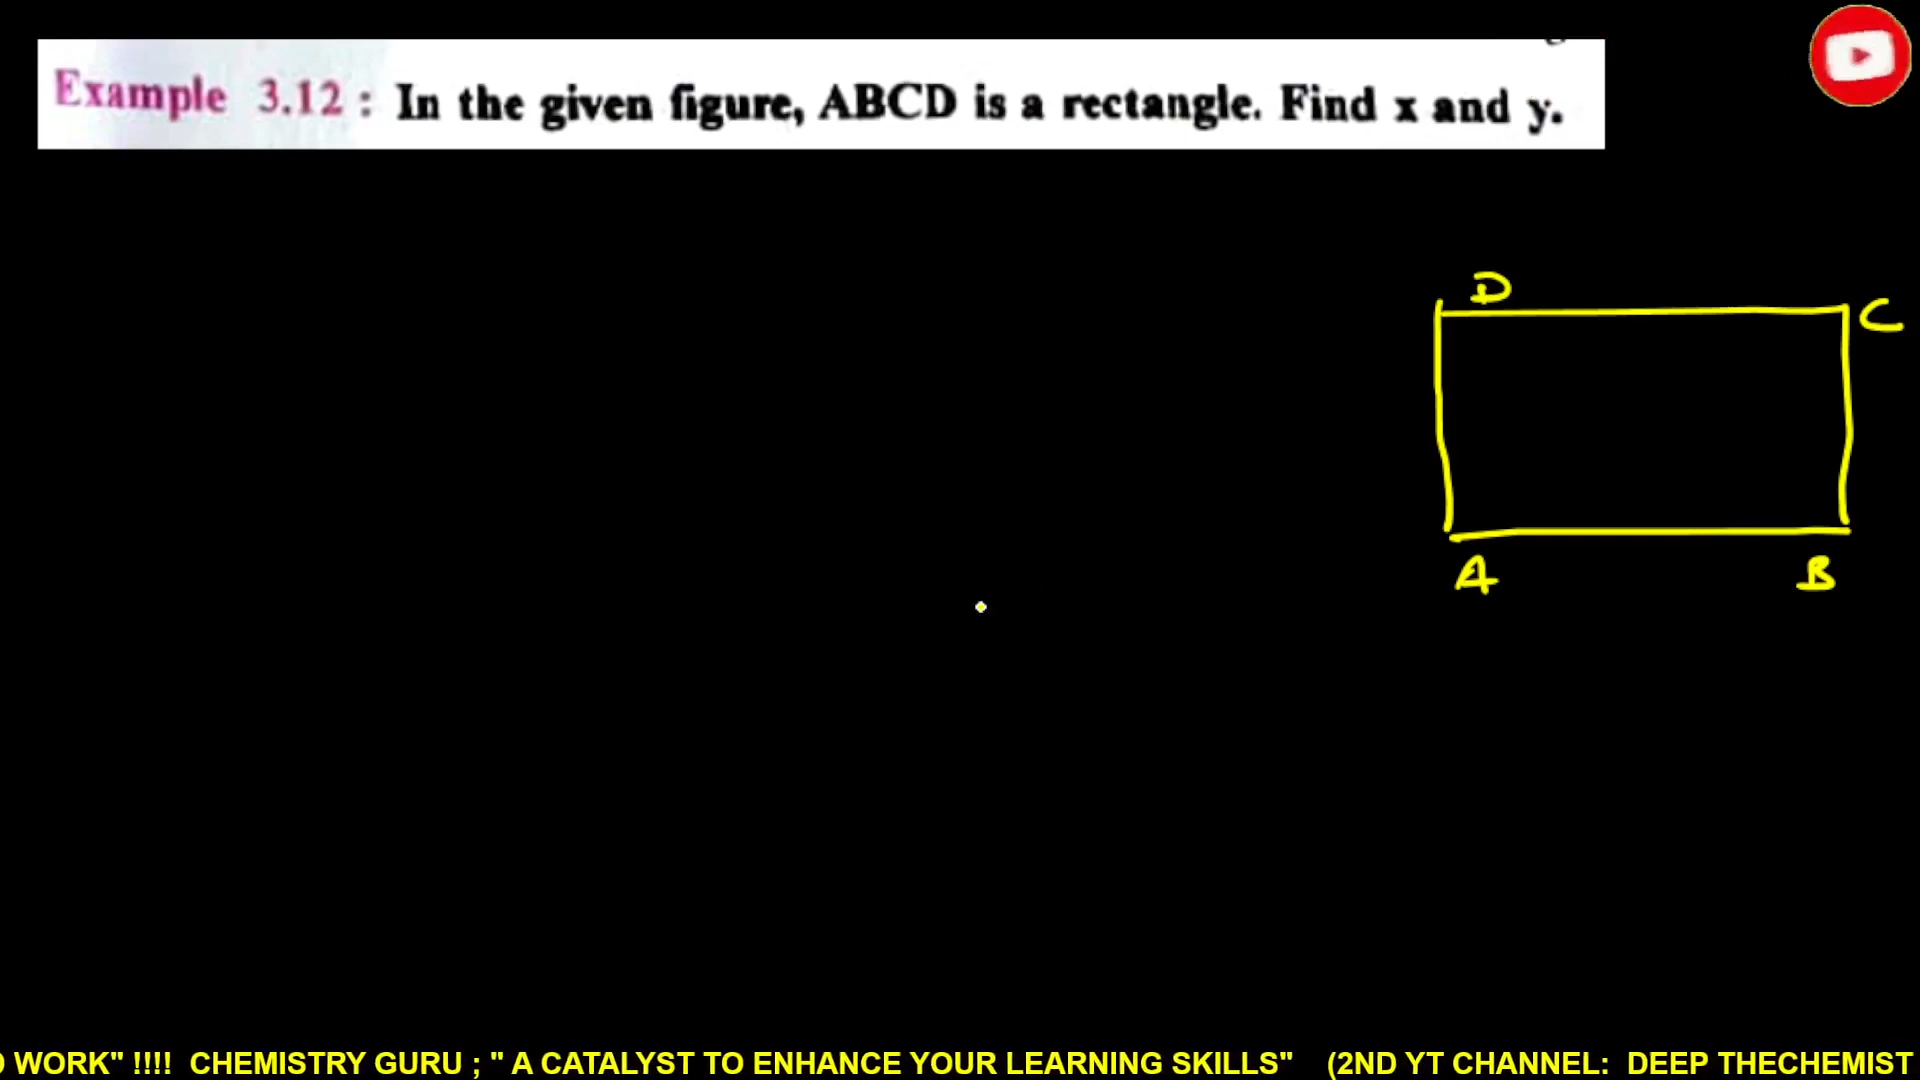 Example 3.12 : In the given figure, ABCD is a rectangle. Find x and y.
D
C
A
B
WORK" !!!! CHEMISTRY GURU ; " A CATALYST TO ENHANCE YOUR LEARNING SKILLS" (2ND YT CHANNEL: DEEP THECHEMIST